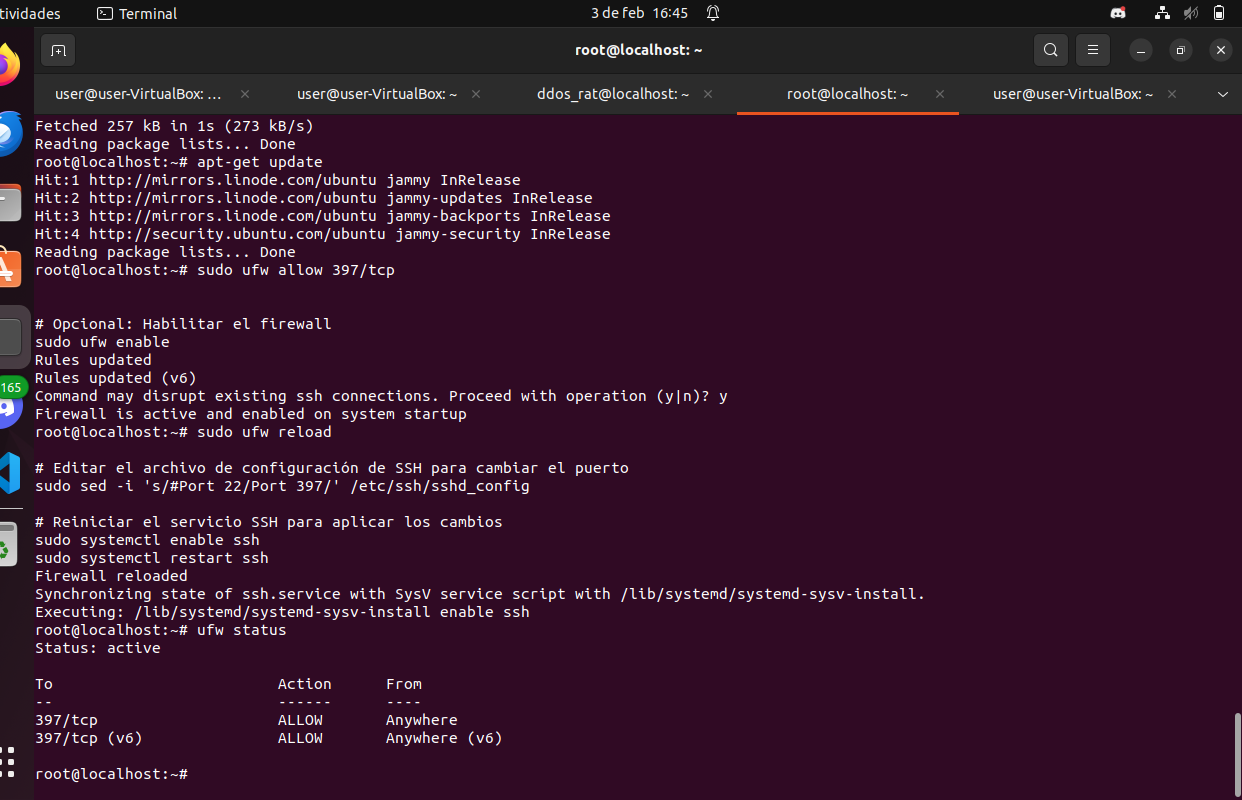 tividades
Terminal
3 de feb 16:45
root@localhost: ~
user@user-VirtualBox: ...
user@user-VirtualBox: ~
ddos_rat@localhost: ~
root@localhost: ~
user@user-VirtualBox: ~
Fetched 257 kB in 1s (273 kB/s)
Reading package lists... Done
root@localhost:~# apt-get update
Hit:1 http://mirrors.linode.com/ubuntu jammy InRelease
Hit:2 http://mirrors.linode.com/ubuntu jammy-updates InRelease
Hit:3 http://mirrors.linode.com/ubuntu jammy-backports InRelease
Hit:4 http://security.ubuntu.com/ubuntu jammy-security InRelease
Reading package lists... Done
root@localhost:~# sudo ufw allow 397/tcp
# Opcional: Habilitar el firewall
sudo ufw enable
Rules updated
Rules updated (v6)
Command may disrupt existing ssh connections. Proceed with operation (y|n)? y
Firewall is active and enabled on system startup
root@localhost:~# sudo ufw reload
# Editar el archivo de configuración de SSH para cambiar el puerto
sudo sed -i 's/#Port 22/Port 397/' /etc/ssh/sshd_config
# Reiniciar el servicio SSH para aplicar los cambios
sudo systemctl enable ssh
sudo systemctl restart ssh
Firewall reloaded
Synchronizing state of ssh.service with SysV service script with /lib/systemd/systemd-sysv-install.
Executing: /lib/systemd/systemd-sysv-install enable ssh
root@localhost:~# ufw status
Status: active
To Action From
-- ------ ----
397/tcp ALLOW Anywhere
397/tcp (v6) ALLOW Anywhere (v6)
root@localhost:~#
165